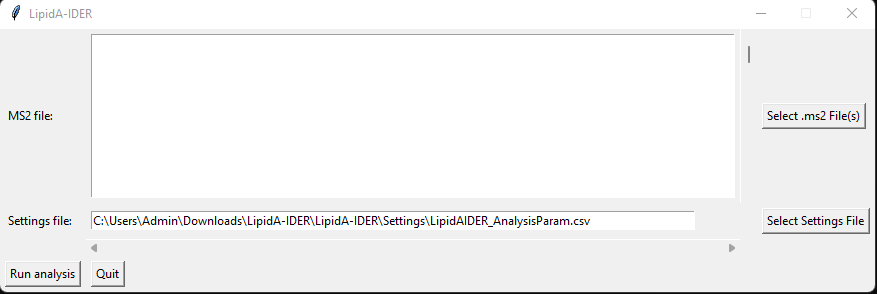 LipidA-IDER
MS2 file:
Select .ms2 File(s)
Settings file:
C:\Users\Admin\Downloads\LipidA-IDER\LipidA-IDER\Settings\LipidAIDER_AnalysisParam.csv
Select Settings File
Run analysis
Quit